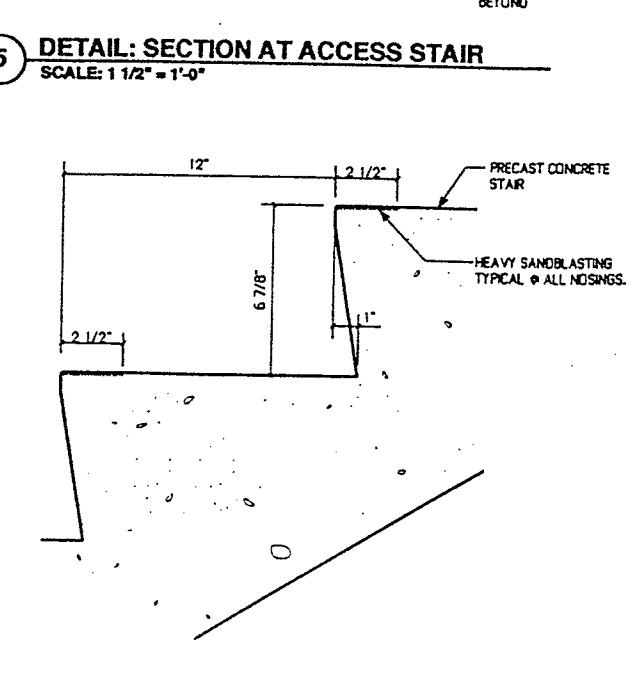 BEYOND
5
DETAIL: SECTION AT ACCESS STAIR
SCALE: 1 1/2" = 1'-0"
12"
2 1/2"
PRECAST CONCRETE
STAIR
HEAVY SANDBLASTING
TYPICAL @ ALL NOSINGS.
6 7/8"
1"
2 1/2"